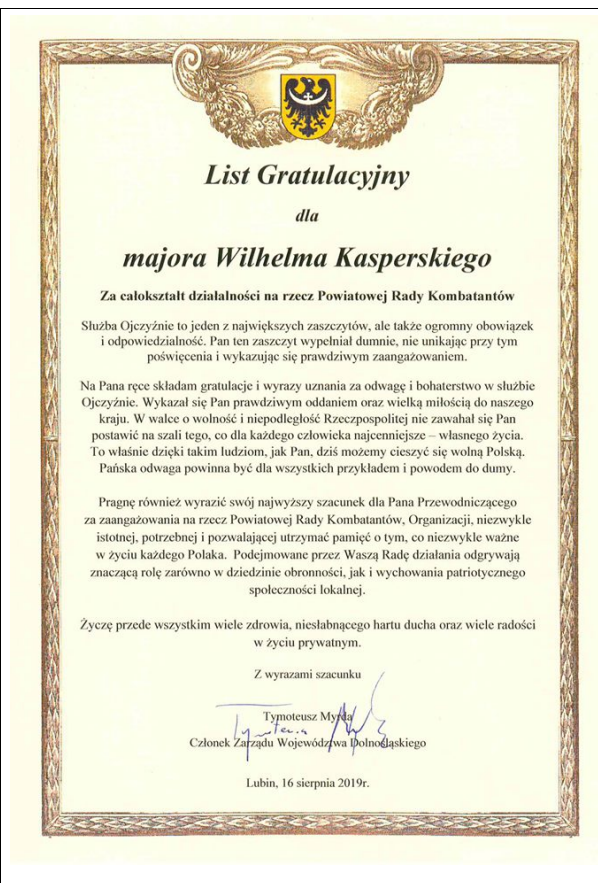 List Gratulacyjny
dla
majora Wilhelma Kasperskiego
Za całokształt działalności na rzecz Powiatowej Rady Kombatantów
Służba Ojczyźnie to jeden z największych zaszczytów, ale także ogromny obowiązek
i odpowiedzialność. Pan ten zaszczyt wypełniał dumnie, nie unikając przy tym
poświęcenia i wykazując się prawdziwym zaangażowaniem.
Na Pana ręce składam gratulacje i wyrazy uznania za odwagę i bohaterstwo w służbie
Ojczyźnie. Wykazał się Pan prawdziwym oddaniem oraz wielką miłością do naszego
kraju. W walce o wolność i niepodległość Rzeczpospolitej nie zawahał się Pan
postawić na szali tego, co dla każdego człowieka najcenniejsze – własnego życia.
To właśnie dzięki takim ludziom, jak Pan, dziś możemy cieszyć się wolną Polską.
Pańska odwaga powinna być dla wszystkich przykładem i powodem do dumy.
Pragnę również wyrazić swój najwyższy szacunek dla Pana Przewodniczącego
za zaangażowania na rzecz Powiatowej Rady Kombatantów, Organizacji, niezwykle
istotnej, potrzebnej i pozwalającej utrzymać pamięć o tym, co niezwykle ważne
w życiu każdego Polaka. Podejmowane przez Waszą Radę działania odgrywają
znaczącą rolę zarówno w dziedzinie obronności, jak i wychowania patriotycznego
społeczności lokalnej.
Życzę przede wszystkim wiele zdrowia, niesłabnącego hartu ducha oraz wiele radości
w życiu prywatnym.
Z wyrazami szacunku
Tymoteusz Myrda
Członek Zarządu Województwa Dolnośląskiego
Lubin, 16 sierpnia 2019r.